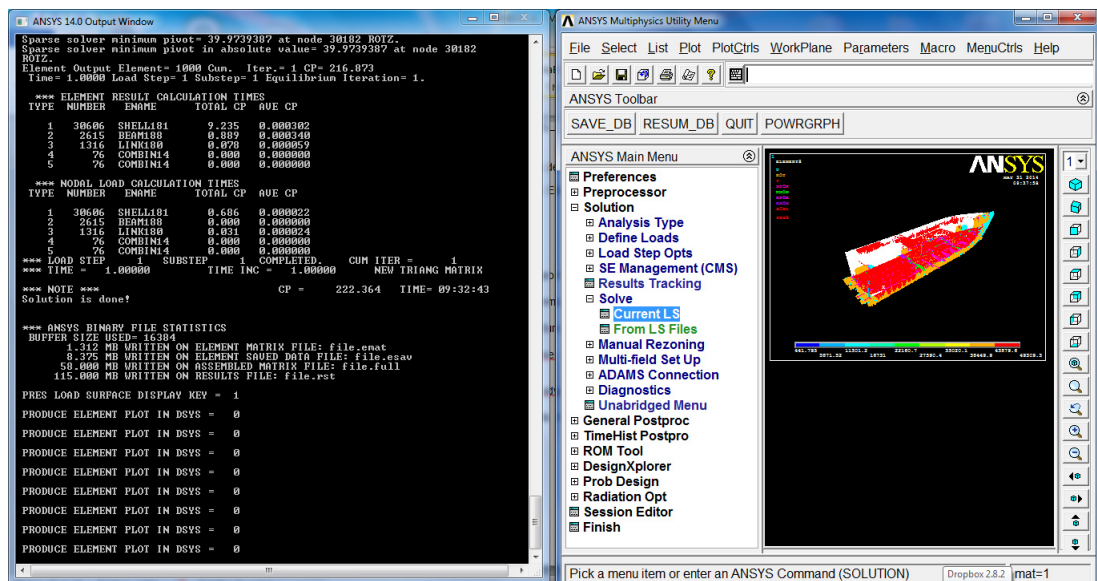 ANSYS 14.0 Output Window
Sparse solver minimum pivot= 39.9739387 at node 30182 ROTZ.
Sparse solver minimum pivot in absolute value= 39.9739387 at node 30182
ROTZ.
Element Output Element= 1000 Cum. Iter.= 1 CP= 216.873
Time= 1.0000 Load Step= 1 Substep= 1 Equilibrium Iteration= 1.
*** ELEMENT RESULT CALCULATION TIMES
TYPE NUMBER ENAME TOTAL CP AVE CP
1 30606 SHELL181 9.235 0.000302
2 2615 BEAM188 0.889 0.000340
3 1316 LINK180 0.078 0.000059
4 76 COMBIN14 0.000 0.000000
5 76 COMBIN14 0.000 0.000000
*** NODAL LOAD CALCULATION TIMES
TYPE NUMBER ENAME TOTAL CP AVE CP
1 30606 SHELL181 0.686 0.000022
2 2615 BEAM188 0.000 0.000000
3 1316 LINK180 0.031 0.000024
4 76 COMBIN14 0.000 0.000000
5 76 COMBIN14 0.000 0.000000
*** LOAD STEP 1 SUBSTEP 1 COMPLETED. CUM ITER = 1
*** TIME = 1.00000 TIME INC = 1.00000 NEW TRIANG MATRIX
*** NOTE *** CP = 222.364 TIME= 09:32:43
Solution is done!
*** ANSYS BINARY FILE STATISTICS
BUFFER SIZE USED= 16384
1.312 MB WRITTEN ON ELEMENT MATRIX FILE: file.emat
8.375 MB WRITTEN ON ELEMENT SAVED DATA FILE: file.esav
58.000 MB WRITTEN ON ASSEMBLED MATRIX FILE: file.full
115.000 MB WRITTEN ON RESULTS FILE: file.rst
PRES LOAD SURFACE DISPLAY KEY = 1
PRODUCE ELEMENT PLOT IN DSYS = 0
PRODUCE ELEMENT PLOT IN DSYS = 0
PRODUCE ELEMENT PLOT IN DSYS = 0
PRODUCE ELEMENT PLOT IN DSYS = 0
PRODUCE ELEMENT PLOT IN DSYS = 0
PRODUCE ELEMENT PLOT IN DSYS = 0
PRODUCE ELEMENT PLOT IN DSYS = 0
PRODUCE ELEMENT PLOT IN DSYS = 0
ANSYS Multiphysics Utility Menu
File Select List Plot PlotCtrls WorkPlane Parameters Macro MenuCtrls Help
ANSYS Toolbar
SAVE_DB RESUM_DB QUIT POWRGRPH
ANSYS Main Menu
Preferences
Preprocessor
Solution
Analysis Type
Define Loads
Load Step Opts
SE Management (CMS)
Results Tracking
Solve
Current LS
From LS Files
Manual Rezoning
Multi-field Set Up
ADAMS Connection
Diagnostics
Unabridged Menu
General Postproc
TimeHist Postpro
ROM Tool
DesignXplorer
Prob Design
Radiation Opt
Session Editor
Finish
1
ELEMENTS
ANSYS
MAR 31 2014
09:37:58
1
Pick a menu item or enter an ANSYS Command (SOLUTION)
Dropbox 2.8.2
mat=1